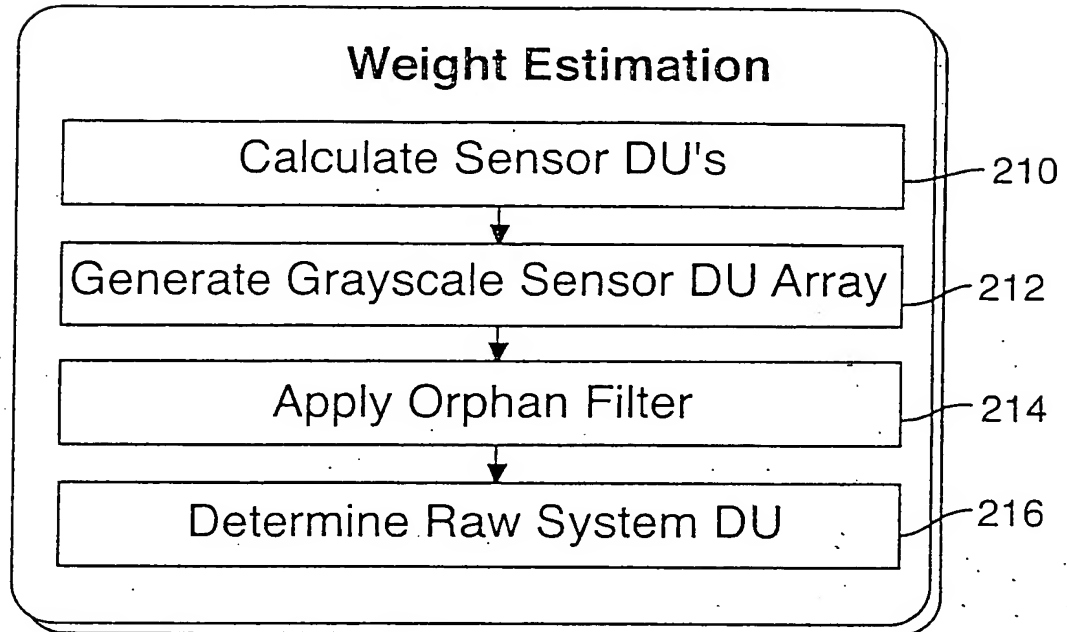 Weight Estimation
Calculate Sensor DU's
210
Generate Grayscale Sensor DU Array
212
Apply Orphan Filter
214
Determine Raw System DU
216